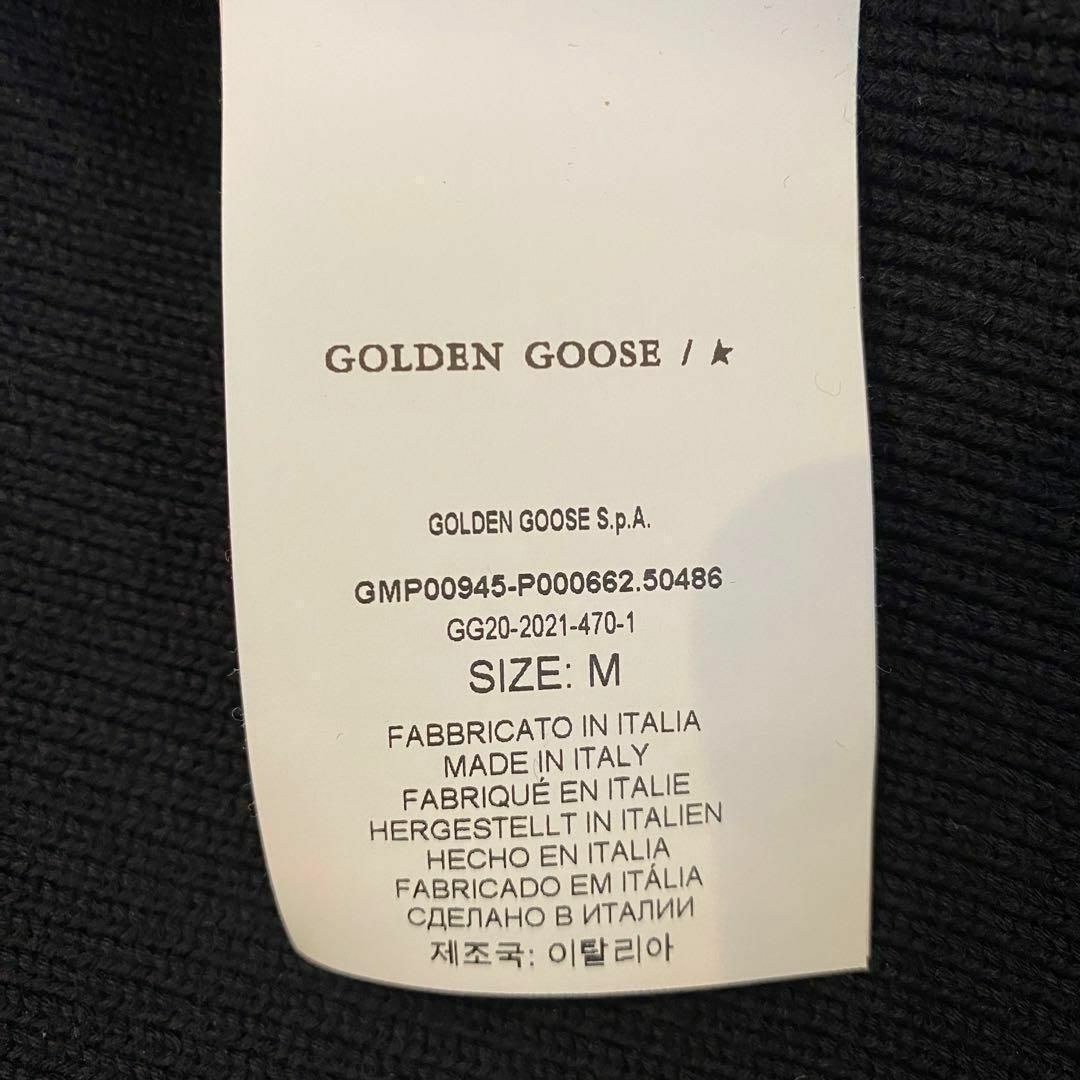 GOLDEN GOOSE / ★
GOLDEN GOOSE S.p.A.
GMP00945-P000662.50486
GG20-2021-470-1
SIZE: M
FABBRICATO IN ITALIA
MADE IN ITALY
FABRIQUÉ EN ITALIE
HERGESTELLT IN ITALIEN
HECHO EN ITALIA
FABRICADO EM ITÁLIA
СДЕЛАНО В ИТАЛИИ
제조국: 이탈리아